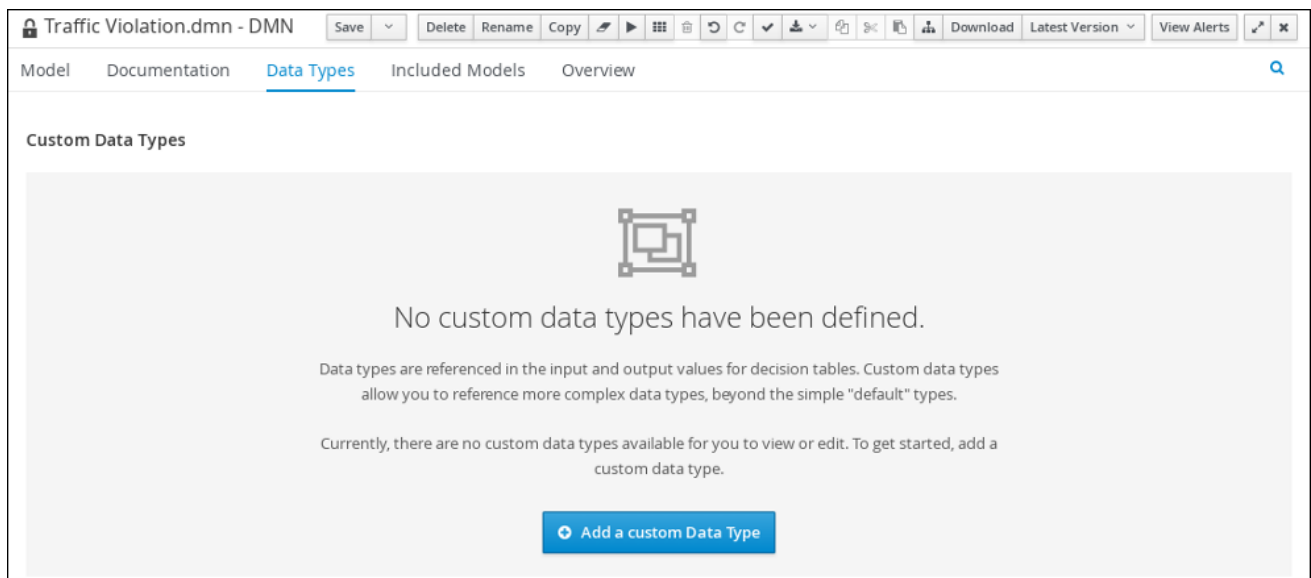 Traffic Violation.dmn - DMN Save Delete Rename Copy Download Latest Version View Alerts
Model Documentation Data Types Included Models Overview
Custom Data Types
No custom data types have been defined.
Data types are referenced in the input and output values for decision tables. Custom data types
allow you to reference more complex data types, beyond the simple "default" types.
Currently, there are no custom data types available for you to view or edit. To get started, add a
custom data type.
Add a custom Data Type